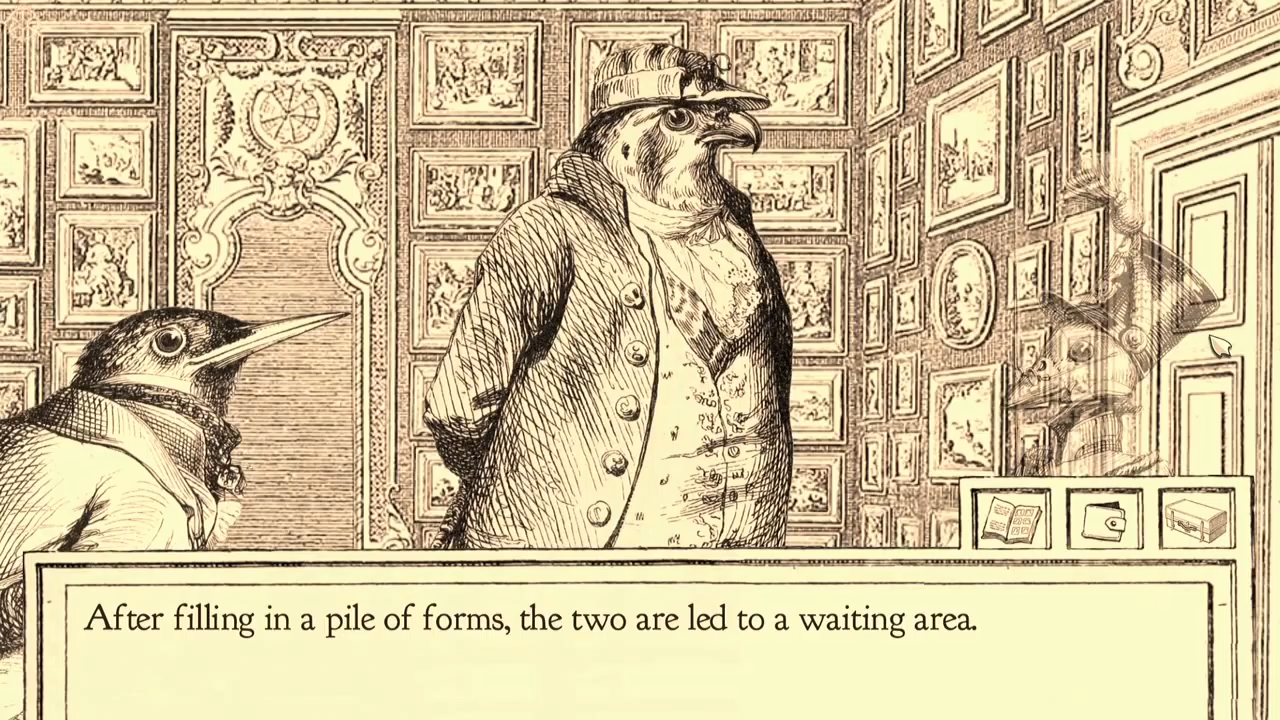 After filling in a pile of forms, the two are led to a waiting area.